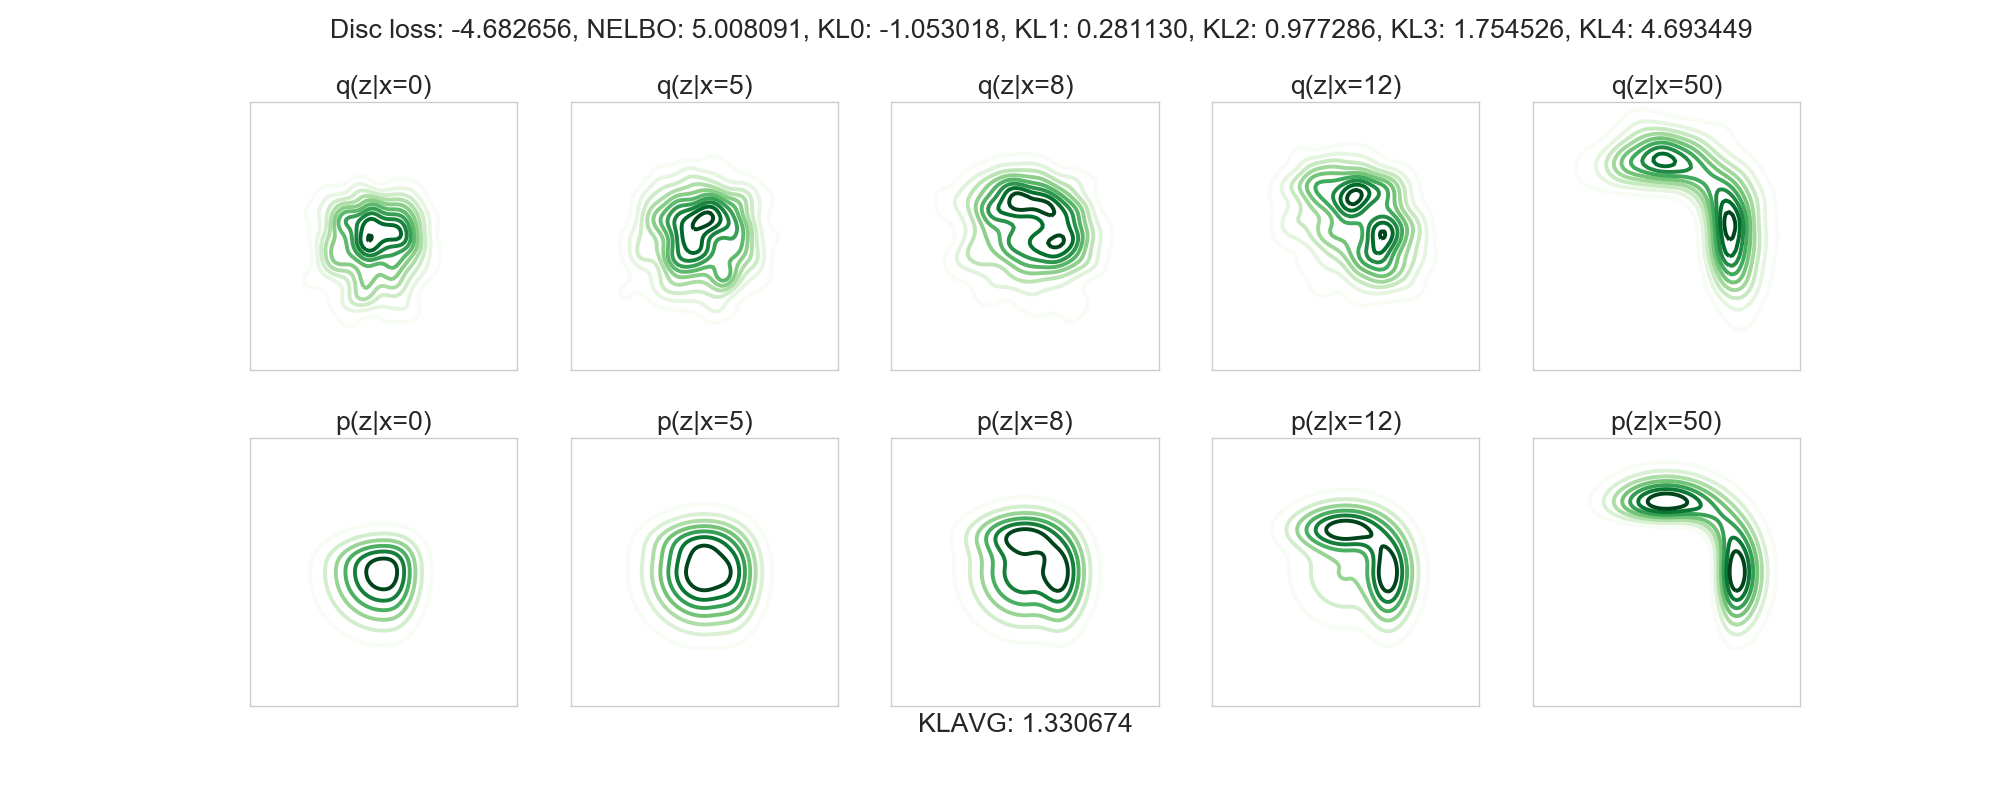 Disc loss: -4.682656, NELBO: 5.008091, KL0: -1.053018, KL1: 0.281130, KL2: 0.977286, KL3: 1.754526, KL4: 4.693449
q(z|x=0) q(z|x=5) q(z|x=8) q(z|x=12) q(z|x=50)
p(z|x=0) p(z|x=5) p(z|x=8) p(z|x=12) p(z|x=50)
KLAVG: 1.330674